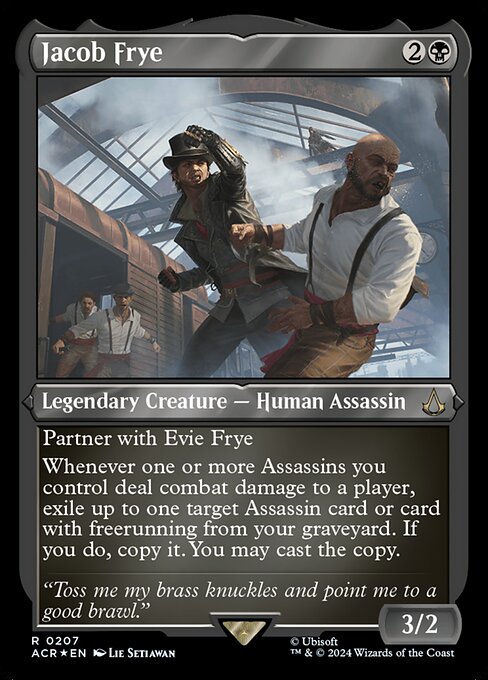 Jacob Frye 2
Legendary Creature — Human Assassin
Partner with Evie Frye
Whenever one or more Assassins you
control deal combat damage to a player,
exile up to one target Assassin card or card
with freerunning from your graveyard. If
you do, copy it. You may cast the copy.
“Toss me my brass knuckles and point me to a
good brawl.”
3/2
R 0207
ACR★EN Lie Setiawan
© Ubisoft
™ & © 2024 Wizards of the Coast